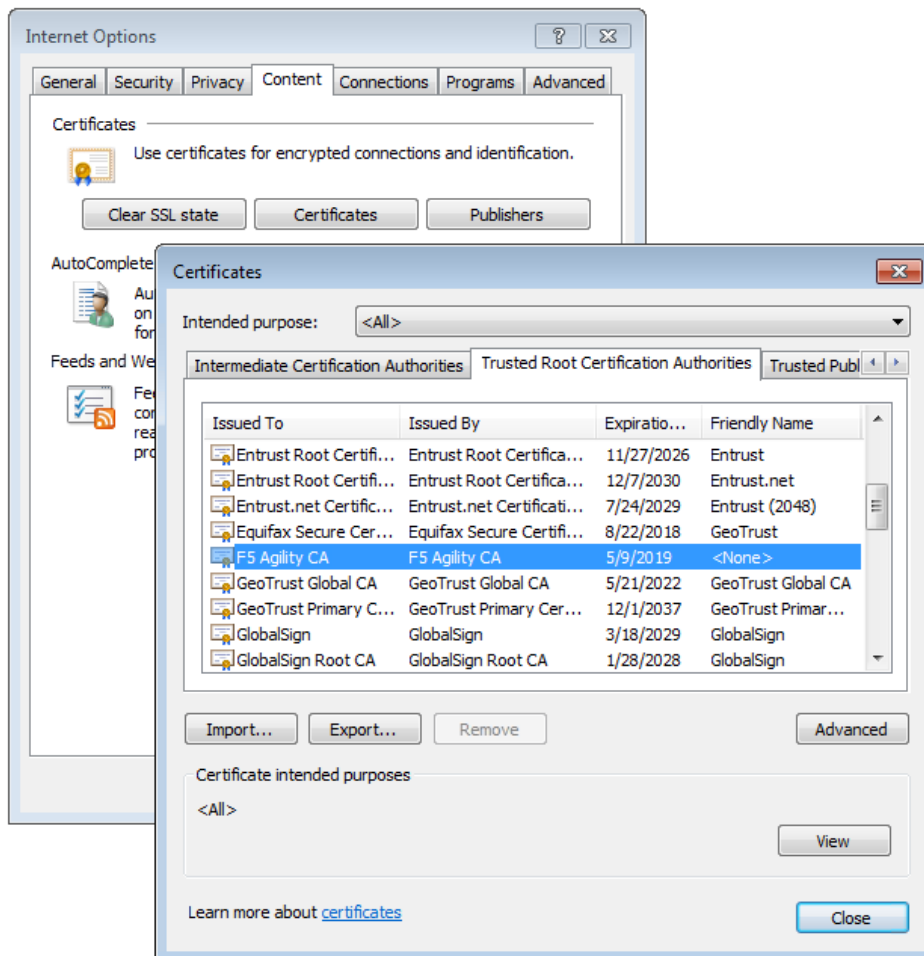 Internet Options
General Security Privacy Content Connections Programs Advanced
Certificates
Use certificates for encrypted connections and identification.
Clear SSL state Certificates Publishers
AutoComplete
Au
on
for
Feeds and We
Fee
con
rea
pro
Certificates
Intended purpose: <All>
Intermediate Certification Authorities Trusted Root Certification Authorities Trusted Publ
Issued To Issued By Expiratio... Friendly Name
Entrust Root Certifi... Entrust Root Certifica... 11/27/2026 Entrust
Entrust Root Certifi... Entrust Root Certifica... 12/7/2030 Entrust.net
Entrust.net Certific... Entrust.net Certificati... 7/24/2029 Entrust (2048)
Equifax Secure Cer... Equifax Secure Certifi... 8/22/2018 GeoTrust
F5 Agility CA F5 Agility CA 5/9/2019 <None>
GeoTrust Global CA GeoTrust Global CA 5/21/2022 GeoTrust Global CA
GeoTrust Primary C... GeoTrust Primary Cer... 12/1/2037 GeoTrust Primar...
GlobalSign GlobalSign 3/18/2029 GlobalSign
GlobalSign Root CA GlobalSign Root CA 1/28/2028 GlobalSign
Import... Export... Remove Advanced
Certificate intended purposes
<All>
View
Learn more about certificates
Close